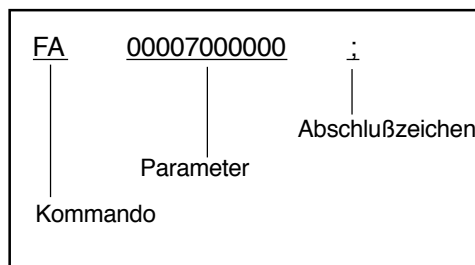 FA 00007000000 ;
Abschlußzeichen
Parameter
Kommando